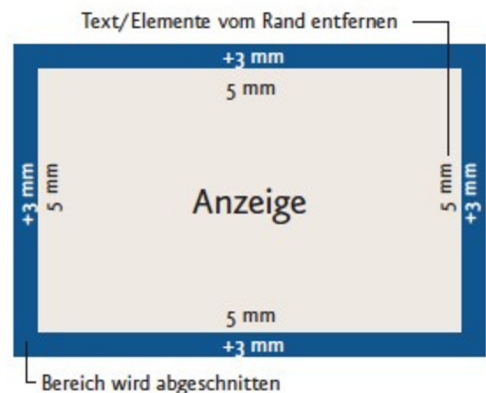 Text/Elemente vom Rand entfernen
+3 mm
5 mm
+3 mm
5 mm
Anzeige
5 mm
+3 mm
5 mm
+3 mm
Bereich wird abgeschnitten